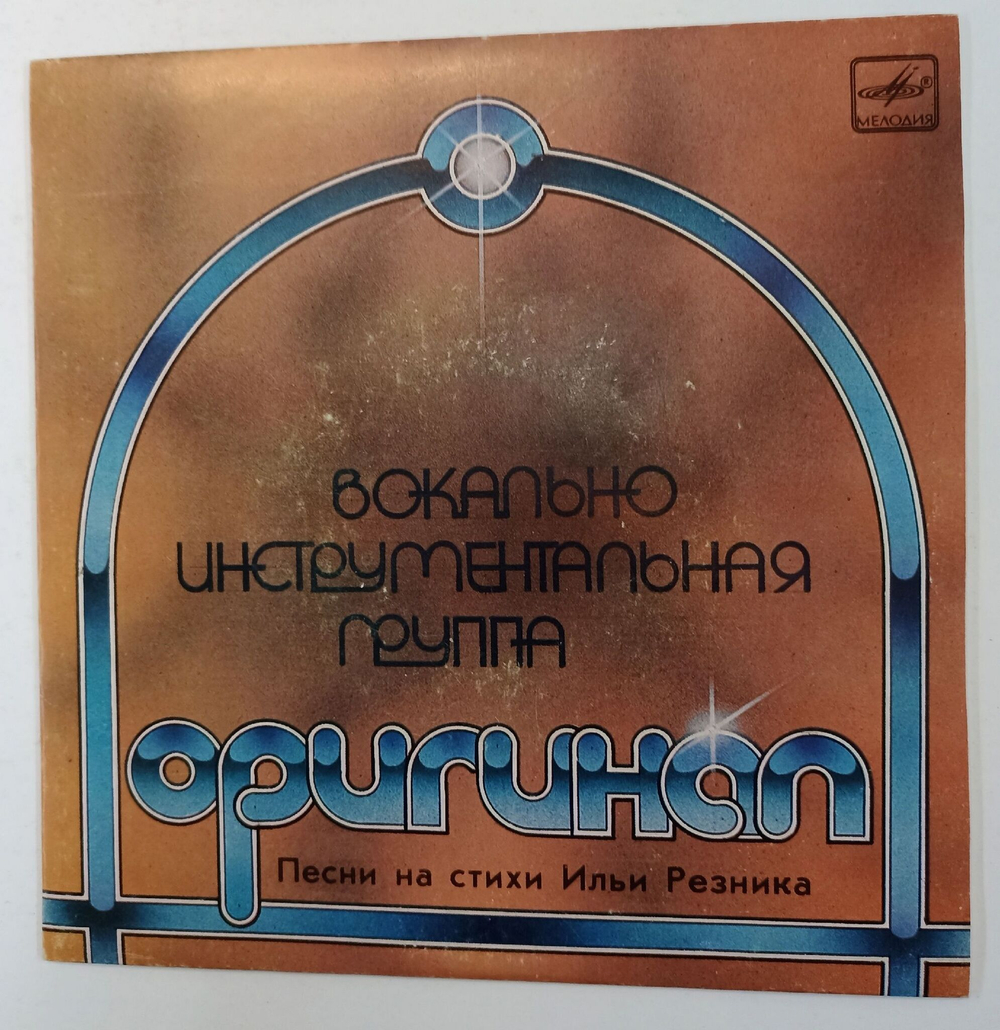 МЕЛОДИЯ
ВОКАЛЬНО
ИНСТРУМЕНТАЛЬНАЯ
ГРУППА
оригинал
Песни на стихи Ильи Резника